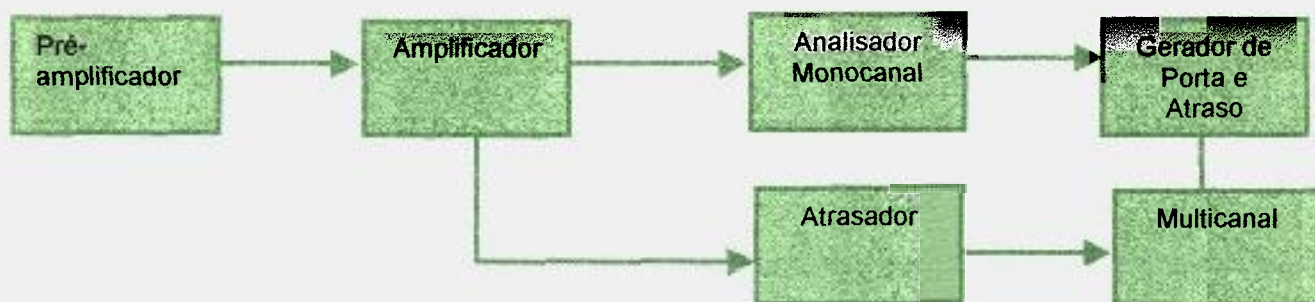 Pré-
amplificador
Amplificador
Analisador
Monocanal
Gerador de
Porta e
Atraso
Atrasador
Multicanal